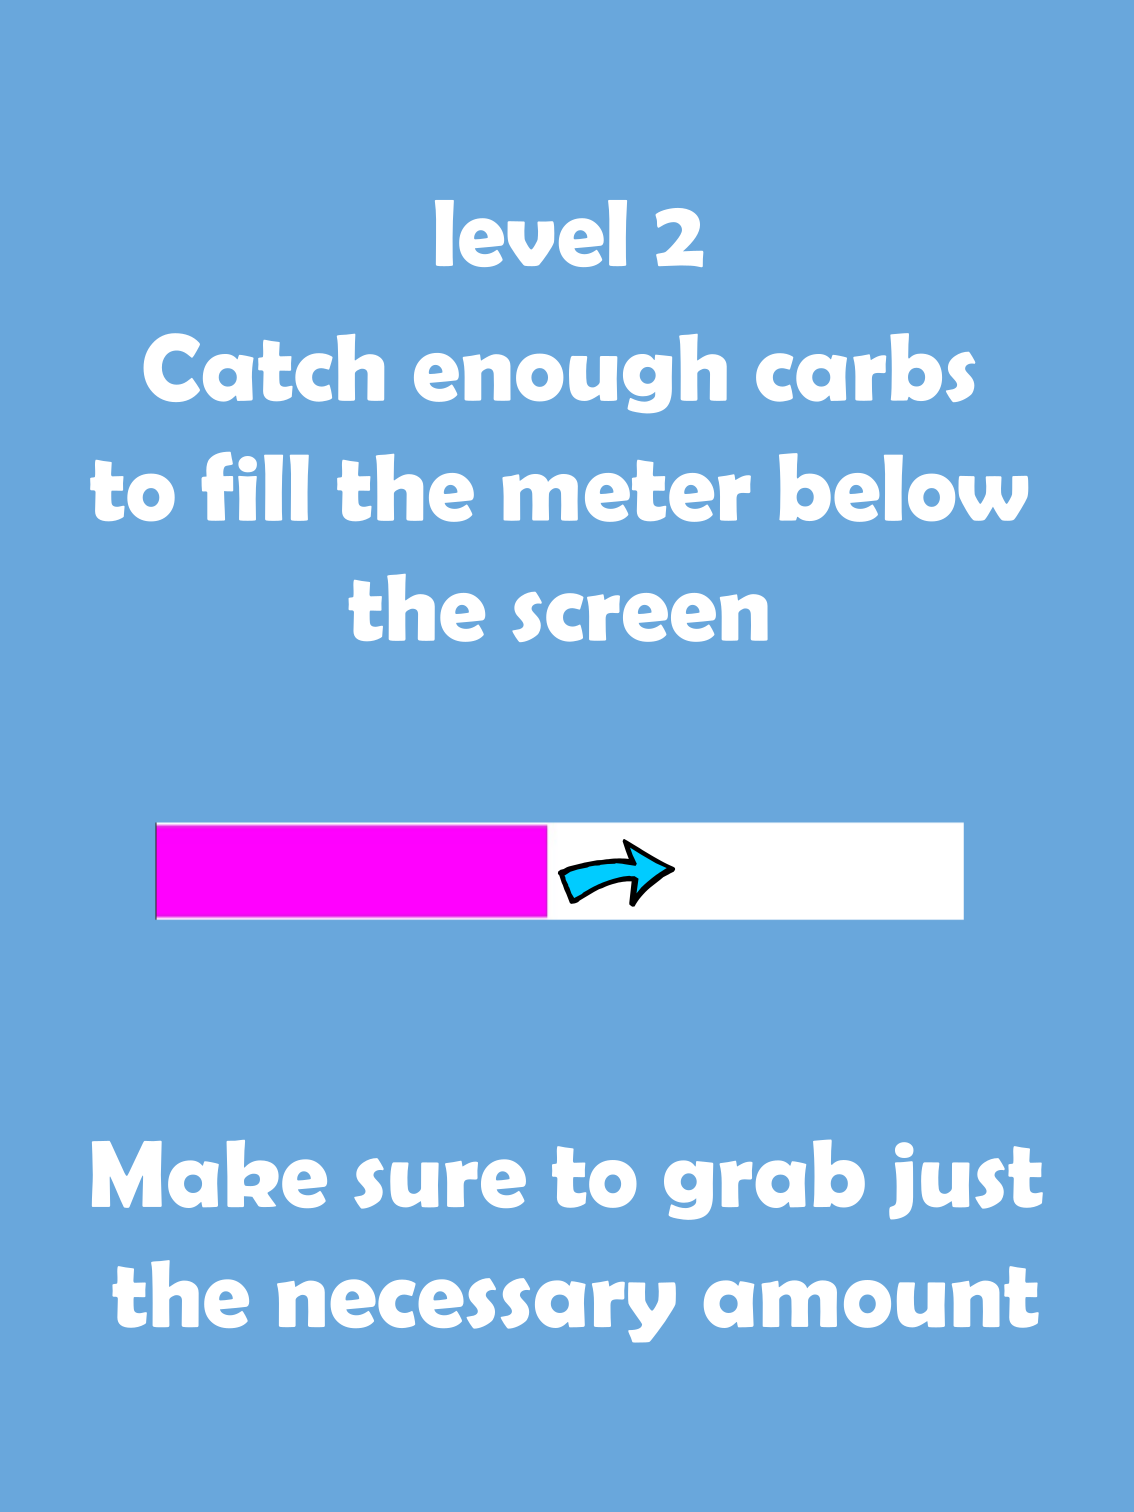 level 2
Catch enough carbs
to fill the meter below
the screen
Make sure to grab just
the necessary amount